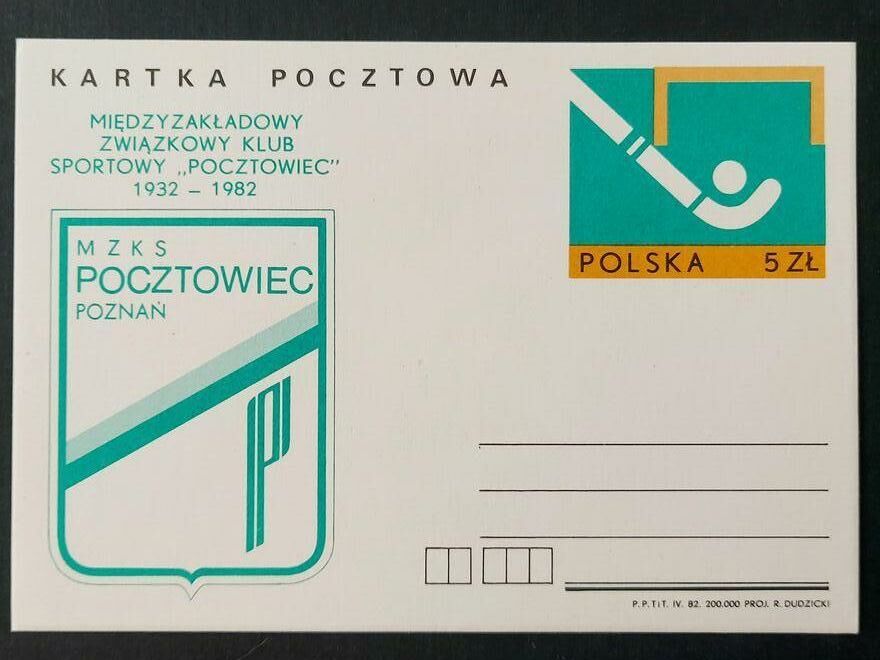 KARTKA POCZTOWA
MIĘDZYZAKŁADOWY
ZWIĄZKOWY KLUB
SPORTOWY „POCZTOWIEC”
1932 – 1982
MZKS
POCZTOWIEC
POZNAŃ
POLSKA 5 ZŁ
P.P.TiT. IV. 82. 200.000 PROJ. R. DUDZICKI